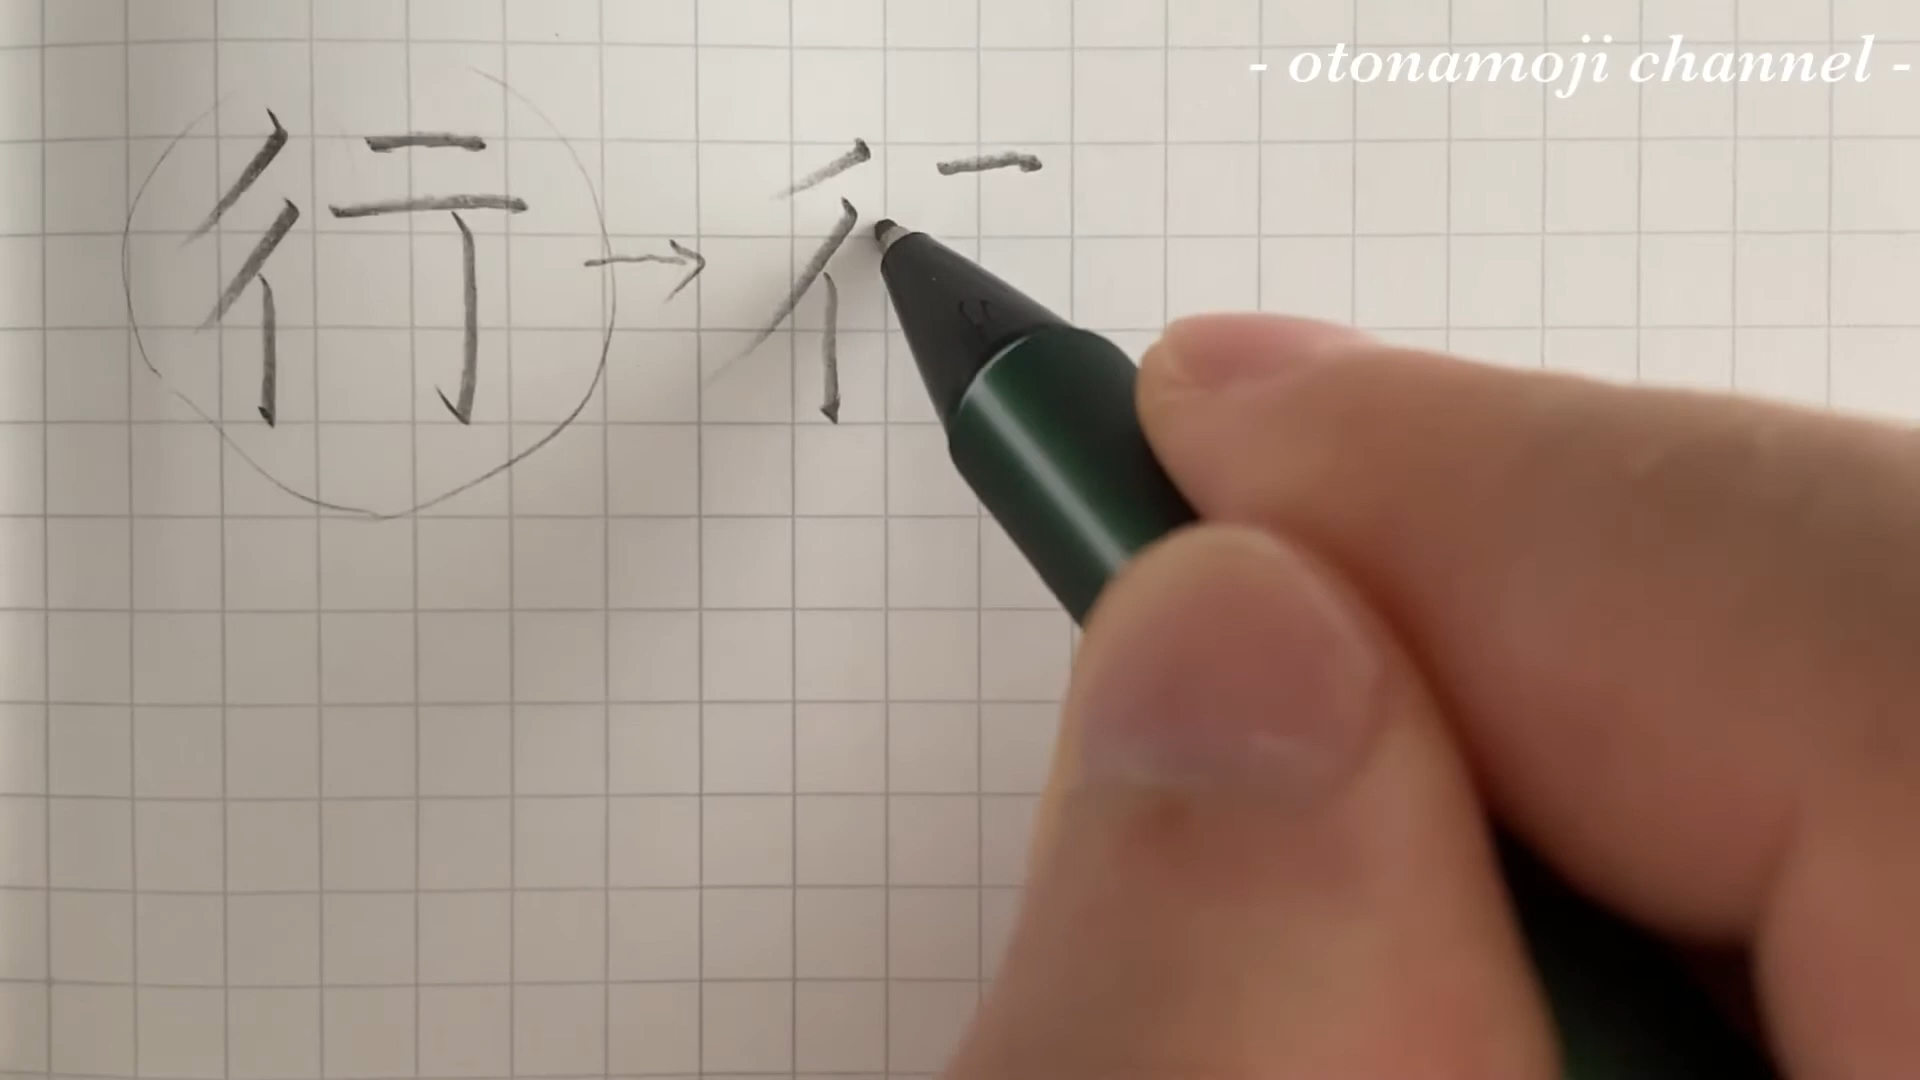 - otonamoji channel -
行 →